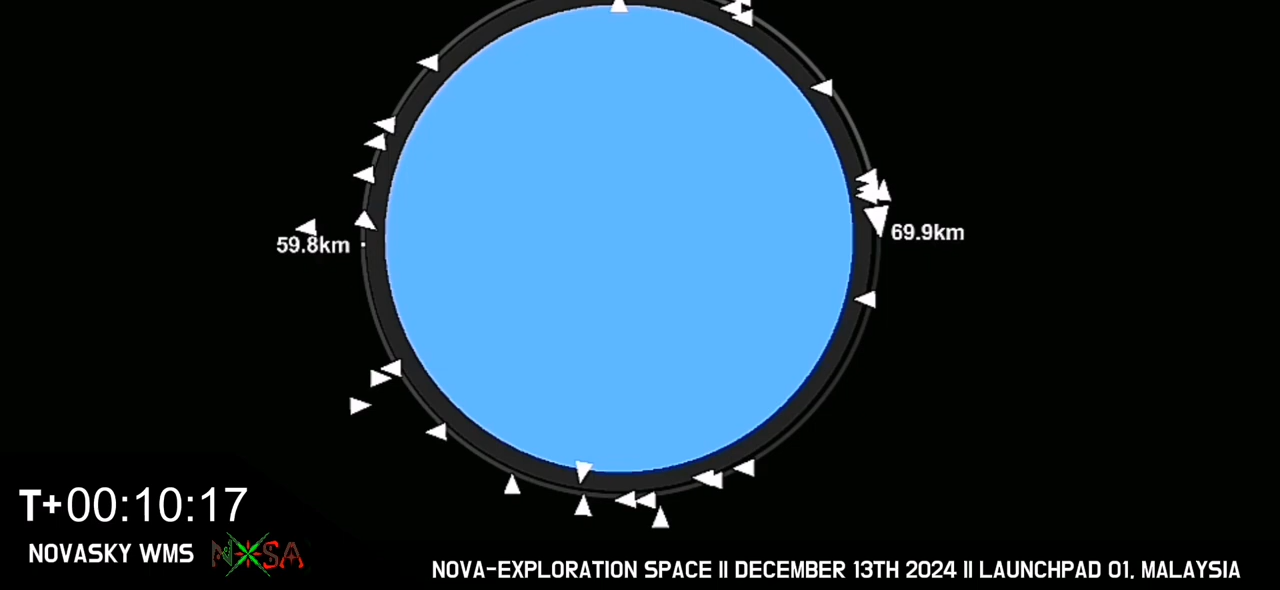 69.9km
59.8km
T+00:10:17
NOVASKY WMS NXSA
NOVA-EXPLORATION SPACE II DECEMBER 13TH 2024 II LAUNCHPAD 01, MALAYSIA